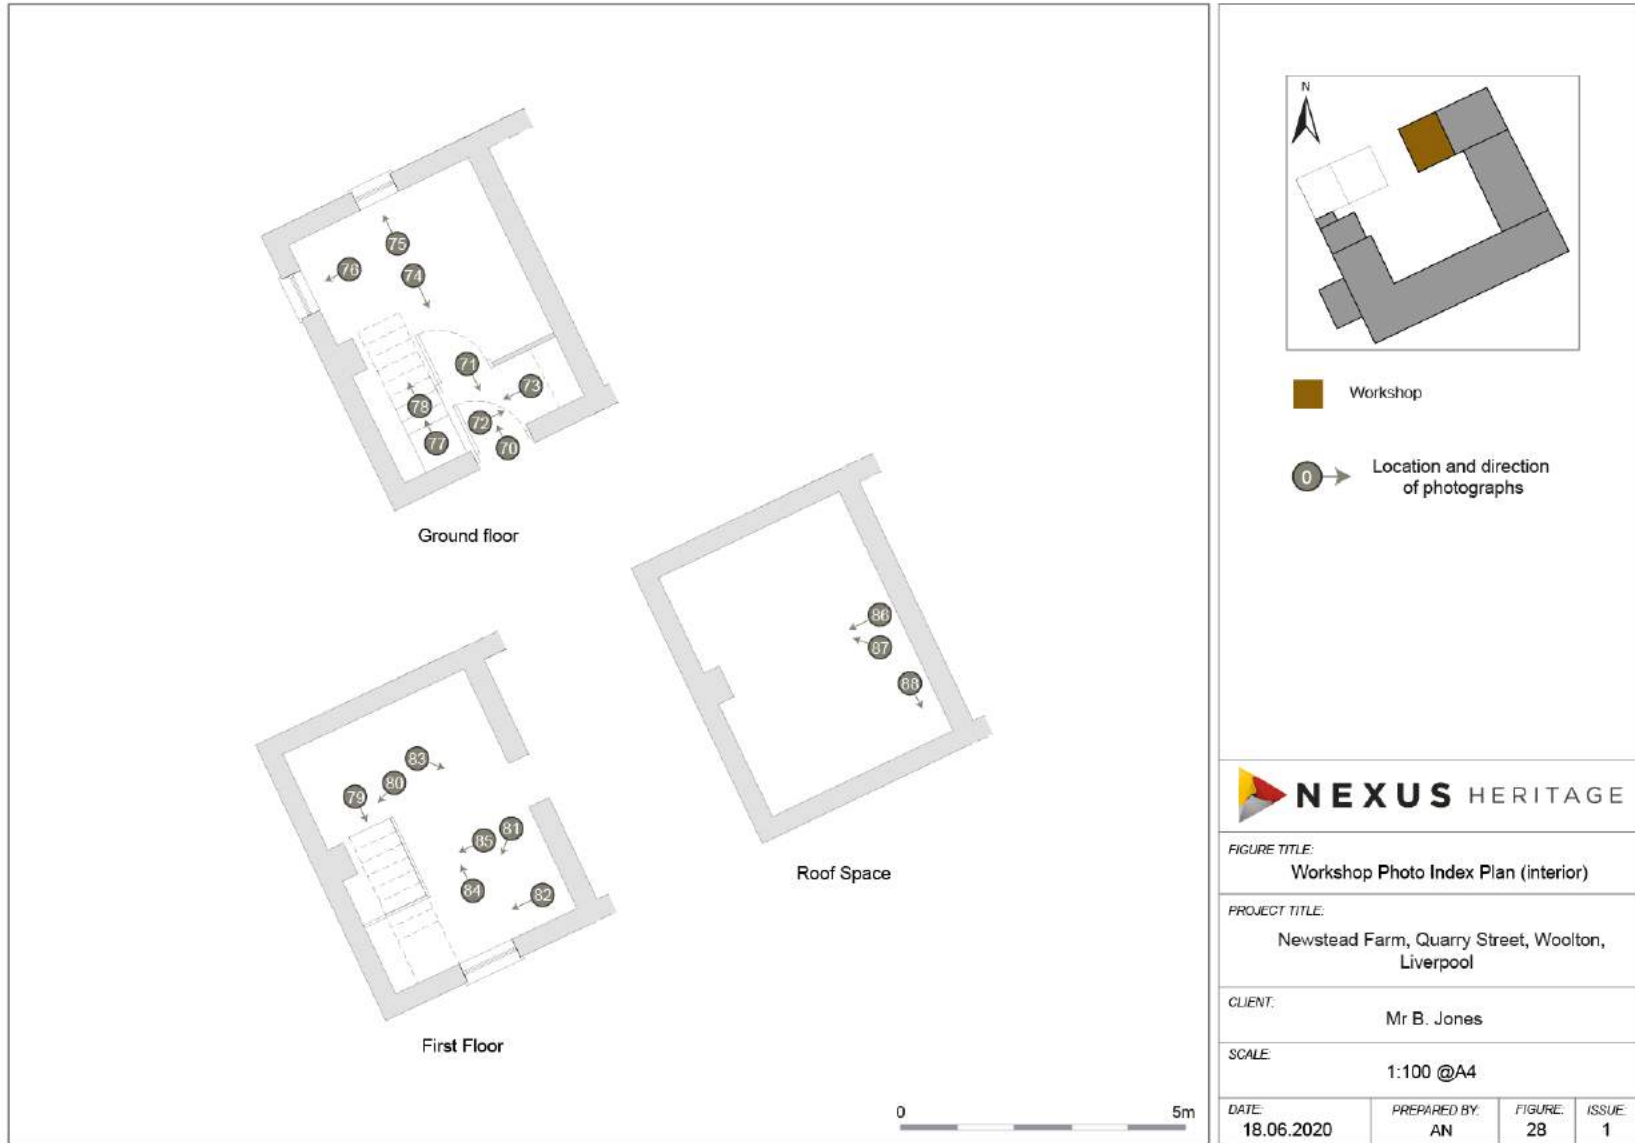 75
76
74
71
73
78
72
77
70
Ground floor
86
87
88
Roof Space
83
80
79
81
85
84
82
First Floor
0 5m
N
Workshop
0
Location and direction
of photographs
NEXUS HERITAGE
FIGURE TITLE:
Workshop Photo Index Plan (interior)
PROJECT TITLE:
Newstead Farm, Quarry Street, Woolton,
Liverpool
CLIENT:
Mr B. Jones
SCALE:
1:100 @A4
DATE: PREPARED BY: FIGURE: ISSUE:
18.06.2020 AN 28 1